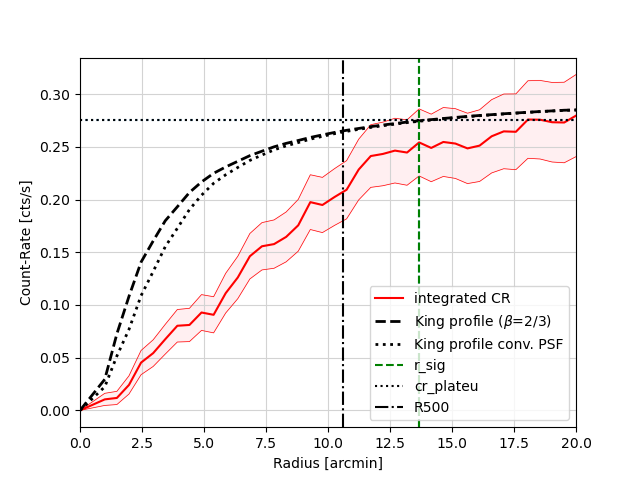 0.30
0.25
0.20
0.15
0.10
0.05
0.00
Count-Rate [cts/s]
integrated CR
King profile (β=2/3)
King profile conv. PSF
r_sig
cr_plateu
R500
0.0 2.5 5.0 7.5 10.0 12.5 15.0 17.5 20.0
Radius [arcmin]